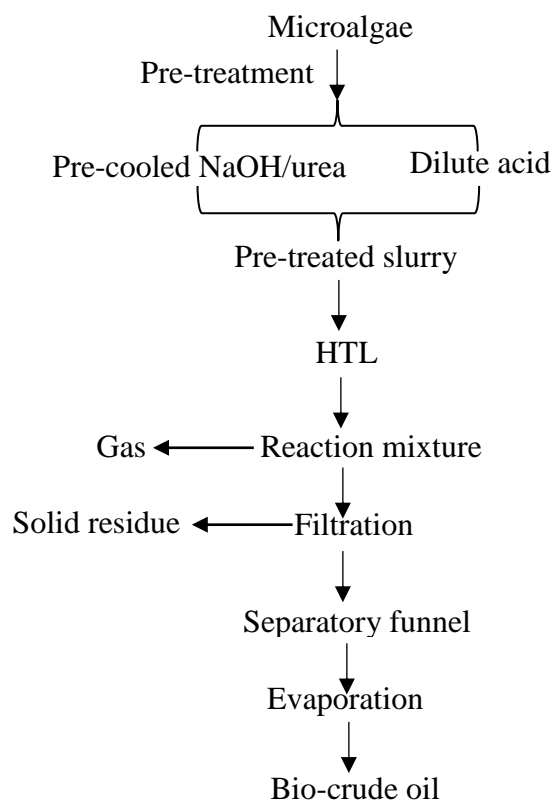 Microalgae
Pre-treatment
Pre-cooled NaOH/urea
Dilute acid
Pre-treated slurry
HTL
Gas
Reaction mixture
Solid residue
Filtration
Separatory funnel
Evaporation
Bio-crude oil